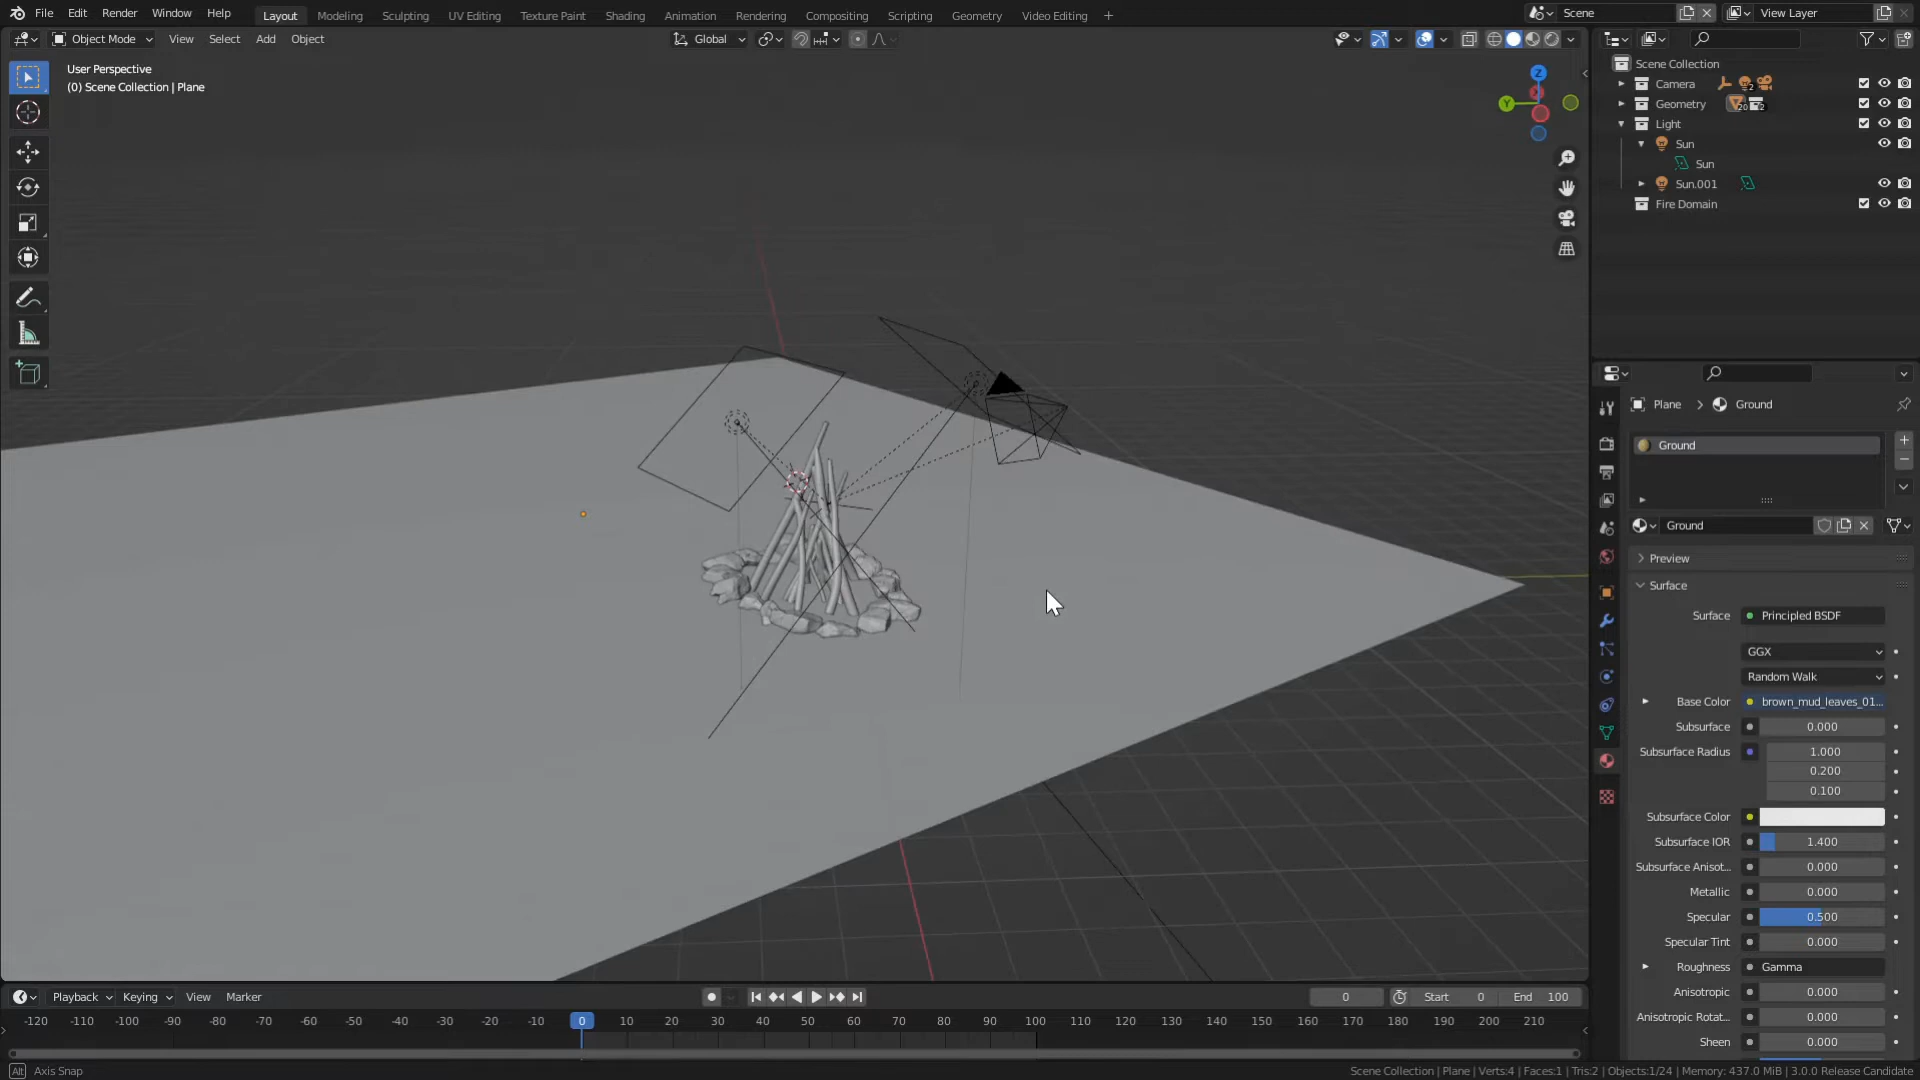 File Edit Render Window Help Layout Modeling Sculpting UV Editing Texture Paint Shading Animation Rendering Compositing Scripting Geometry Video Editing + Scene View Layer
Object Mode View Select Add Object Global
User Perspective
(0) Scene Collection | Plane
Z
Y
Scene Collection
Camera 2
Geometry 20 2
Light
Sun
Sun
Sun.001
Fire Domain
Plane > Ground
Ground
Ground
Preview
Surface
Surface Principled BSDF
GGX
Random Walk
Base Color brown_mud_leaves_01...
Subsurface 0.000
Subsurface Radius 1.000
0.200
0.100
Subsurface Color
Subsurface IOR 1.400
Subsurface Anisot... 0.000
Metallic 0.000
Specular 0.500
Specular Tint 0.000
Roughness Gamma
Anisotropic 0.000
Anisotropic Rotat... 0.000
Sheen 0.000
Playback Keying View Marker 0 Start 0 End 100
-120 -110 -100 -90 -80 -70 -60 -50 -40 -30 -20 -10 0 10 20 30 40 50 60 70 80 90 100 110 120 130 140 150 160 170 180 190 200 210
Alt Axis Snap
Scene Collection | Plane | Verts:4 | Faces:1 | Tris:2 | Objects:1/24 | Memory: 437.0 MiB | 3.0.0 Release Candidate